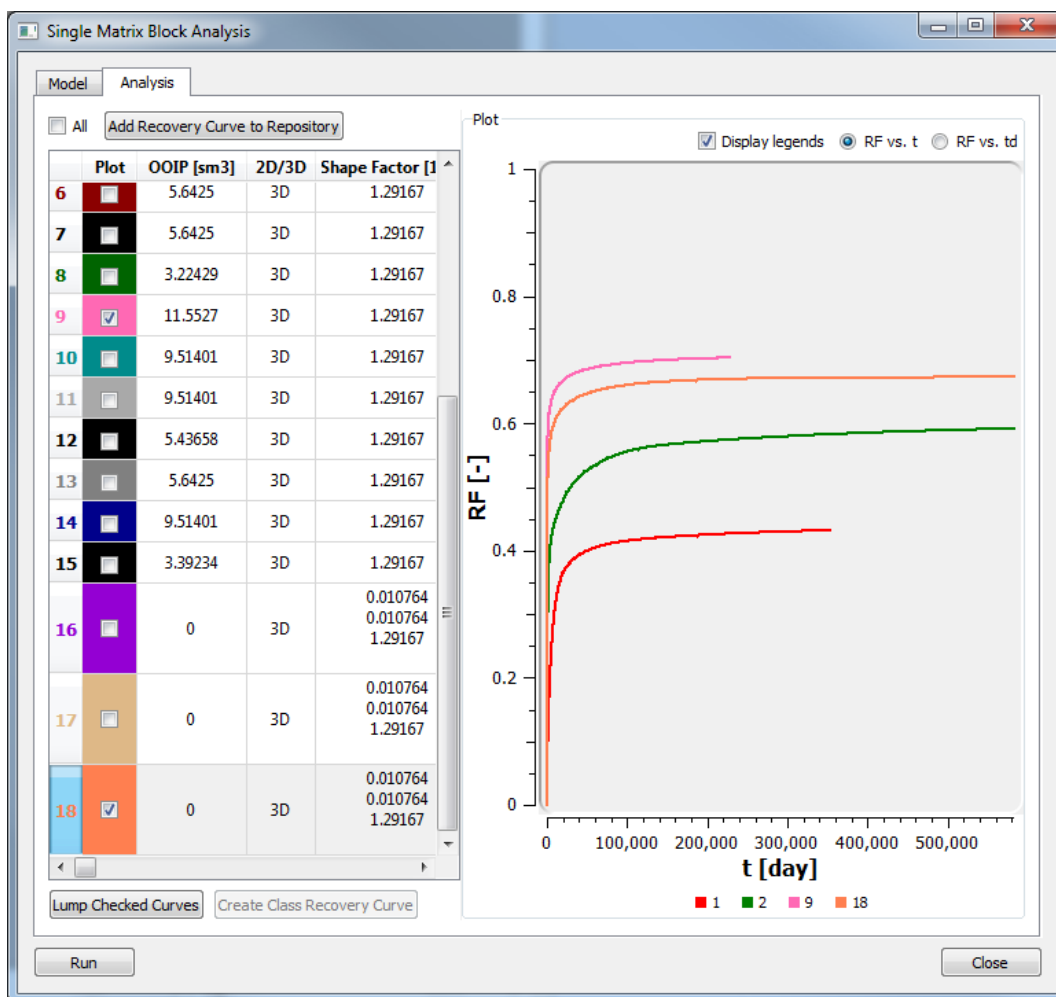 Single Matrix Block Analysis
Model Analysis
All Add Recovery Curve to Repository
Plot OOIP [sm3] 2D/3D Shape Factor [1
6 5.6425 3D 1.29167
7 5.6425 3D 1.29167
8 3.22429 3D 1.29167
9 11.5527 3D 1.29167
10 9.51401 3D 1.29167
11 9.51401 3D 1.29167
12 5.43658 3D 1.29167
13 5.6425 3D 1.29167
14 9.51401 3D 1.29167
15 3.39234 3D 1.29167
0.010764
0.010764
16 0 3D 1.29167
0.010764
0.010764
17 0 3D 1.29167
0.010764
0.010764
18 0 3D 1.29167
Lump Checked Curves Create Class Recovery Curve
Plot
Display legends RF vs. t RF vs. td
1
0.8
0.6
RF [-]
0.4
0.2
0
0 100,000 200,000 300,000 400,000 500,000
t [day]
1 2 9 18
Run Close